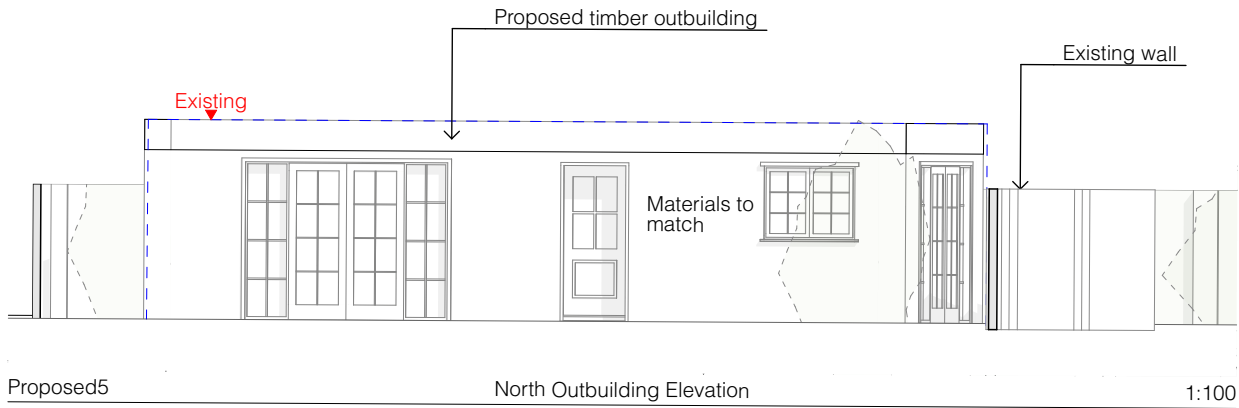 Proposed timber outbuilding
Existing wall
Existing
Materials to
match
Proposed5
North Outbuilding Elevation
1:100